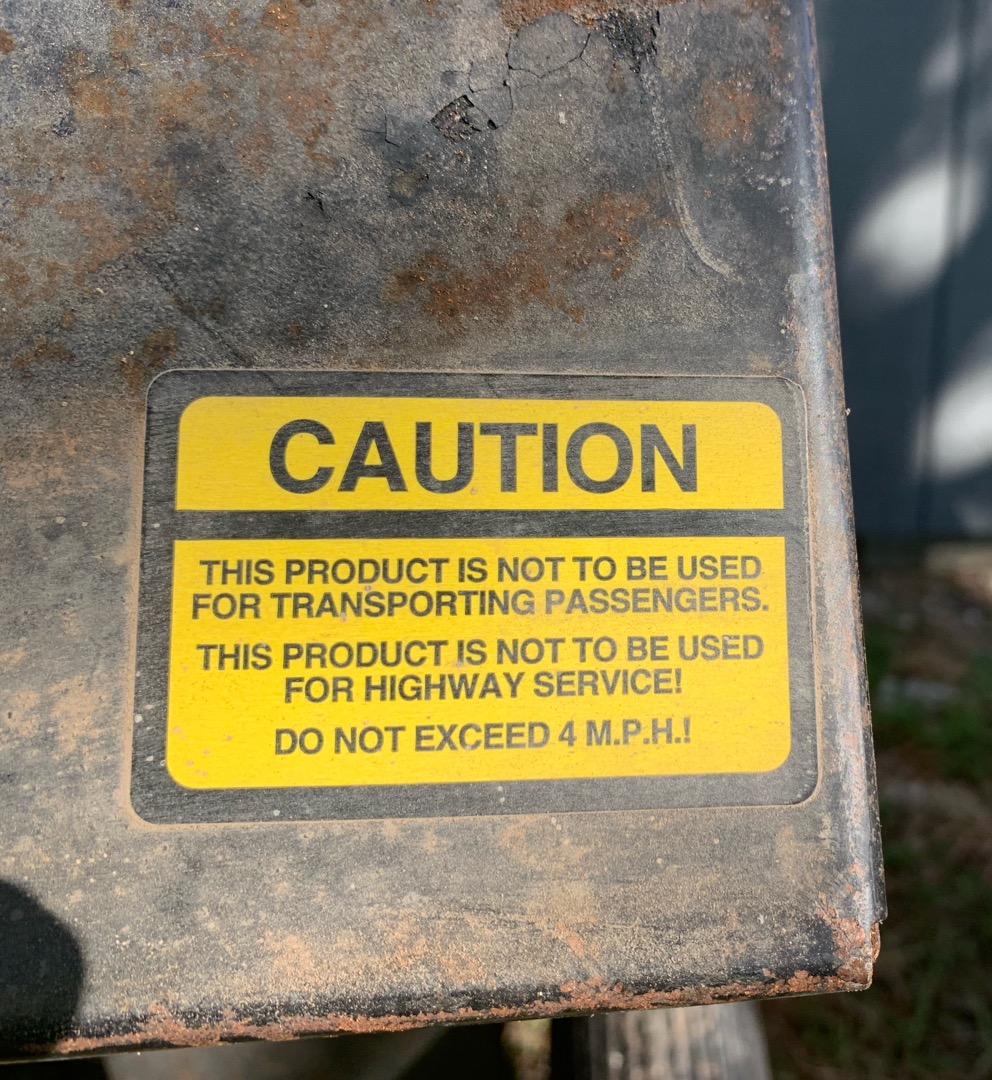 CAUTION
THIS PRODUCT IS NOT TO BE USED
FOR TRANSPORTING PASSENGERS.
THIS PRODUCT IS NOT TO BE USED
FOR HIGHWAY SERVICE!
DO NOT EXCEED 4 M.P.H.!